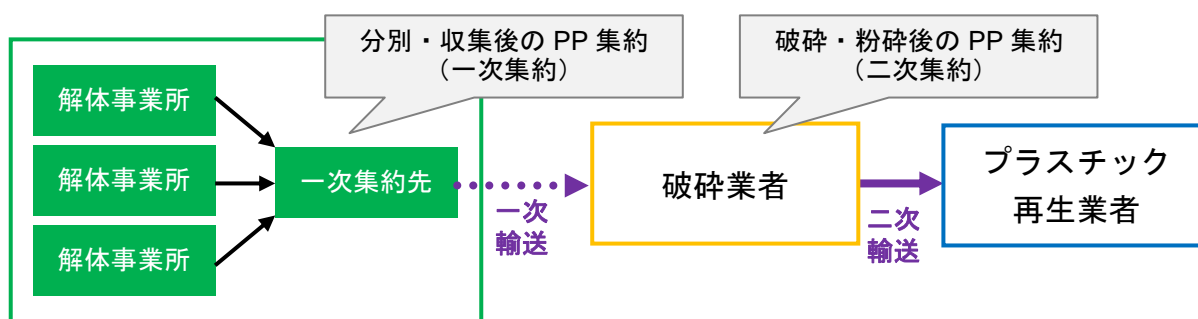 分別・収集後の PP 集約
（一次集約）
破砕・粉砕後の PP 集約
（二次集約）
解体事業所
解体事業所
解体事業所
一次集約先
一次
輸送
破砕業者
二次
輸送
プラスチック
再生業者